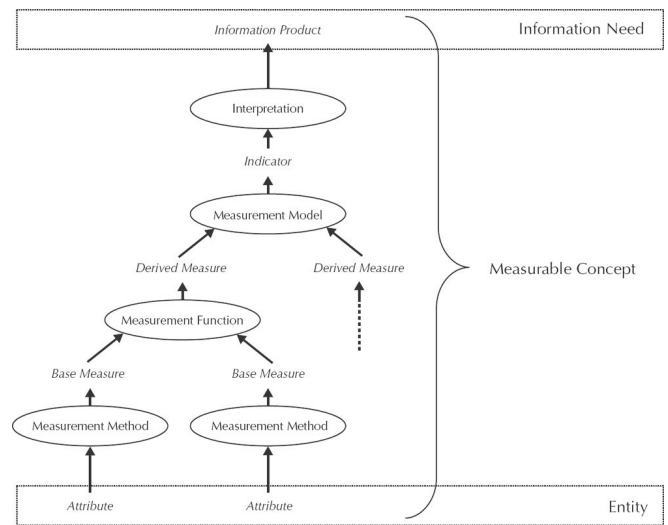 Information Product
Information Need
Interpretation
Indicator
Measurement Model
Derived Measure
Derived Measure
Measurable Concept
Measurement Function
Base Measure
Base Measure
Measurement Method
Measurement Method
Attribute
Attribute
Entity